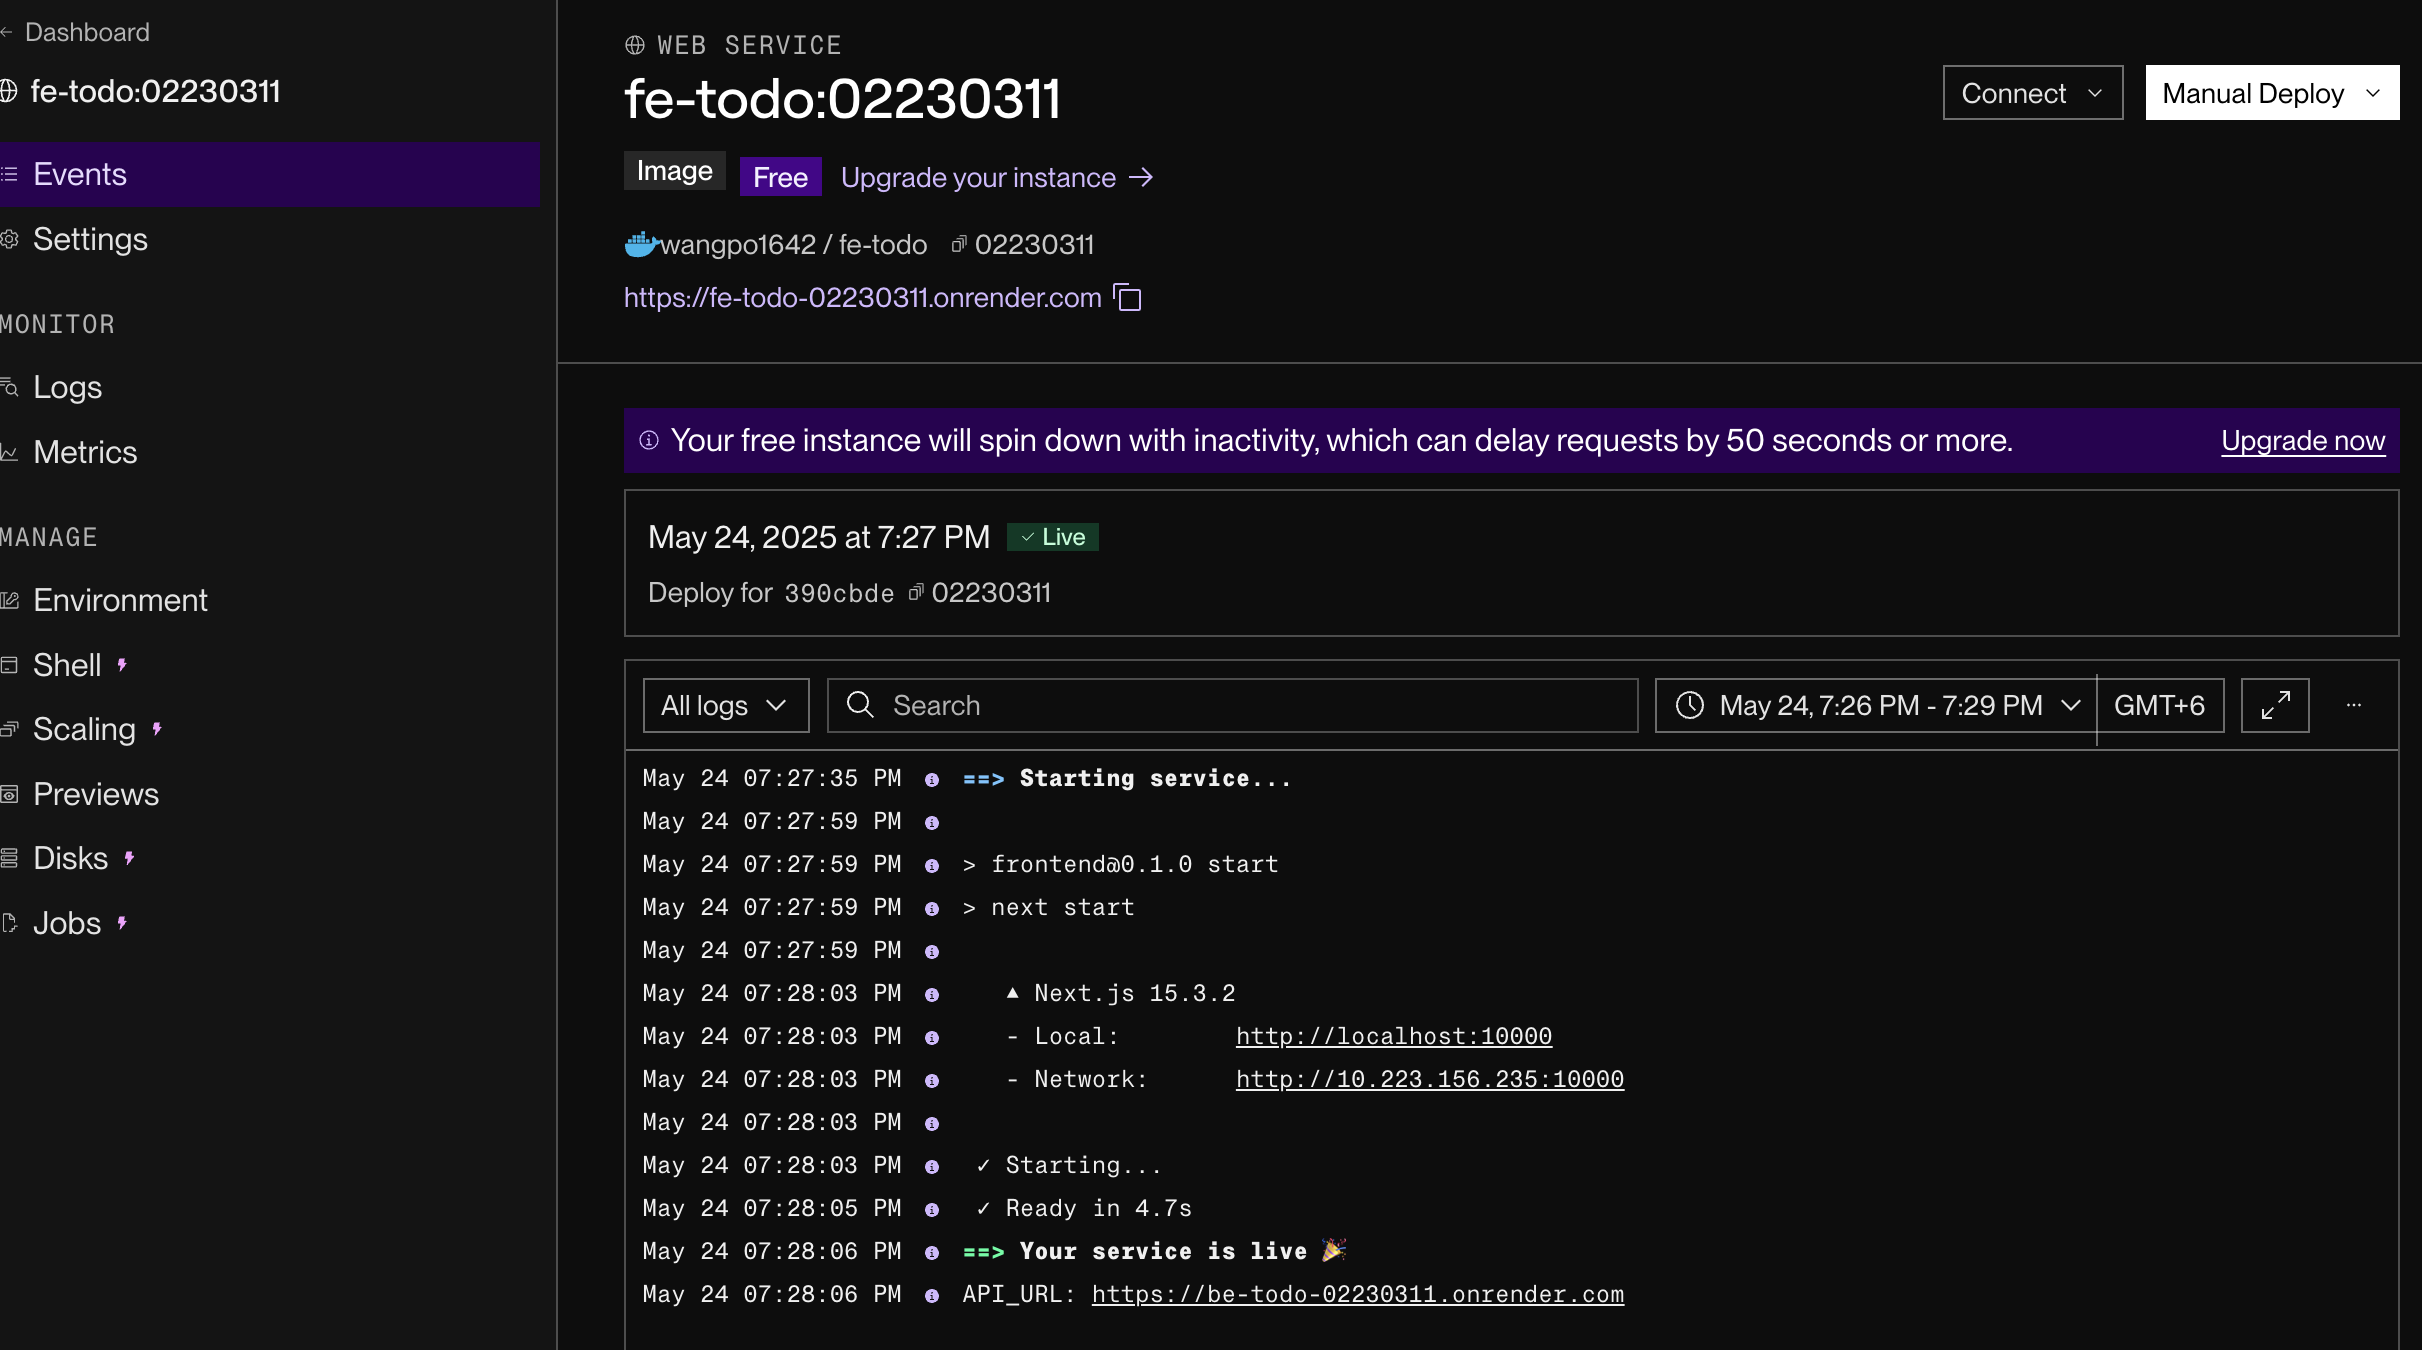 ← Dashboard
fe-todo:02230311
Events
Settings
MONITOR
Logs
Metrics
MANAGE
Environment
Shell
Scaling
Previews
Disks
Jobs
WEB SERVICE
fe-todo:02230311
Connect
Manual Deploy
Image Free Upgrade your instance →
wangpo1642 / fe-todo 02230311
https://fe-todo-02230311.onrender.com
Your free instance will spin down with inactivity, which can delay requests by 50 seconds or more. Upgrade now
May 24, 2025 at 7:27 PM ✓ Live
Deploy for 390cbde 02230311
All logs Search May 24, 7:26 PM - 7:29 PM GMT+6 ...
May 24 07:27:35 PM ==> Starting service...
May 24 07:27:59 PM
May 24 07:27:59 PM > frontend@0.1.0 start
May 24 07:27:59 PM > next start
May 24 07:27:59 PM
May 24 07:28:03 PM ▲ Next.js 15.3.2
May 24 07:28:03 PM - Local: http://localhost:10000
May 24 07:28:03 PM - Network: http://10.223.156.235:10000
May 24 07:28:03 PM
May 24 07:28:03 PM ✓ Starting...
May 24 07:28:05 PM ✓ Ready in 4.7s
May 24 07:28:06 PM ==> Your service is live 🎉
May 24 07:28:06 PM API_URL: https://be-todo-02230311.onrender.com